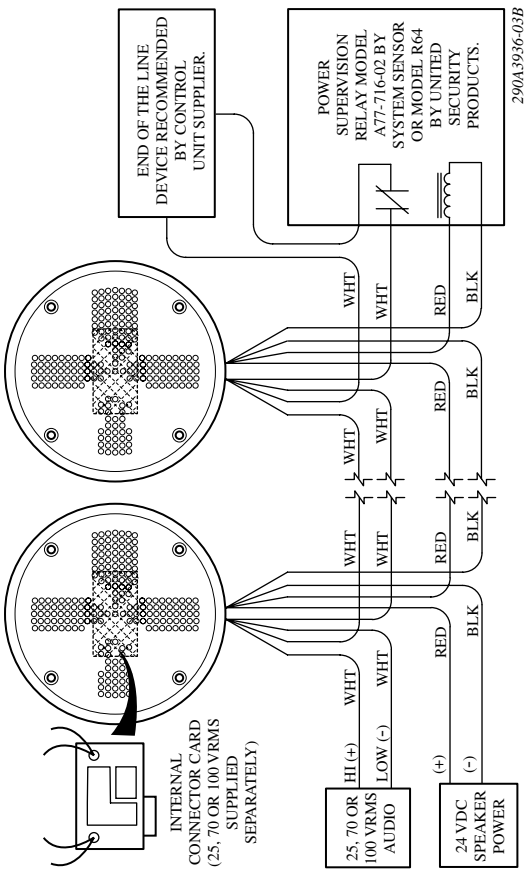 END OF THE LINE
DEVICE RECOMMENDED
BY CONTROL
UNIT SUPPLIER.
POWER
SUPERVISION
RELAY MODEL
A77-716-02 BY
SYSTEM SENSOR
OR MODEL R64
BY UNITED
SECURITY
PRODUCTS.
INTERNAL
CONNECTOR CARD
(25, 70 OR 100 VRMS
SUPPLIED
SEPARATELY)
25, 70 OR
100 VRMS
AUDIO
HI (+)
LOW (-)
WHT
WHT
WHT
WHT
WHT
WHT
WHT
WHT
24 VDC
SPEAKER
POWER
(+)
(-)
RED
BLK
RED
BLK
RED
BLK
RED
BLK
290A3936-03B